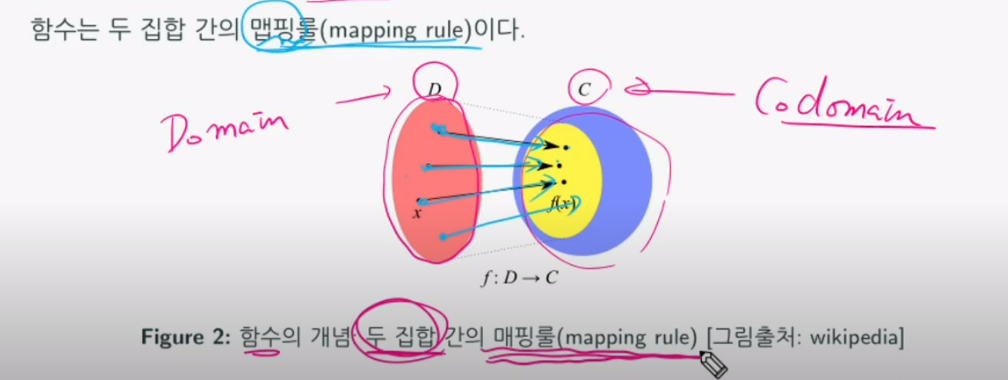 함수는 두 집합 간의 맵핑룰(mapping rule)이다.
D
C
Domain
Codomain
x
f(x)
f : D → C
Figure 2: 함수의 개념: 두 집합 간의 매핑룰(mapping rule) [그림출처: wikipedia]